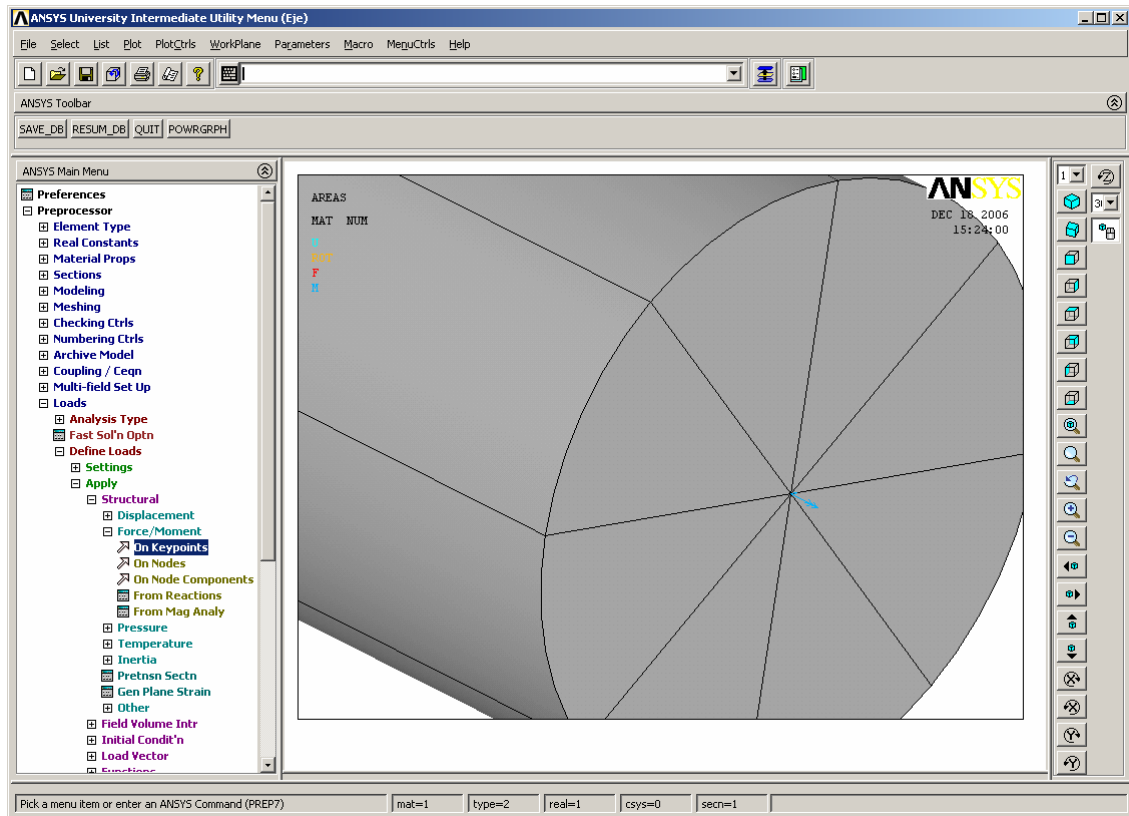 ANSYS University Intermediate Utility Menu (Eje)
File Select List Plot PlotCtrls WorkPlane Parameters Macro MenuCtrls Help
ANSYS Toolbar
SAVE_DB RESUM_DB QUIT POWRGRPH
ANSYS Main Menu
Preferences
Preprocessor
Element Type
Real Constants
Material Props
Sections
Modeling
Meshing
Checking Ctrls
Numbering Ctrls
Archive Model
Coupling / Ceqn
Multi-field Set Up
Loads
Analysis Type
Fast Sol'n Optn
Define Loads
Settings
Apply
Structural
Displacement
Force/Moment
On Keypoints
On Nodes
On Node Components
From Reactions
From Mag Analy
Pressure
Temperature
Inertia
Pretnsn Sectn
Gen Plane Strain
Other
Field Volume Intr
Initial Condit'n
Load Vector
Functions
AREAS
MAT NUM
U
ROT
F
M
ANSYS
DEC 18 2006
15:24:00
1
Pick a menu item or enter an ANSYS Command (PREP7) mat=1 type=2 real=1 csys=0 secn=1